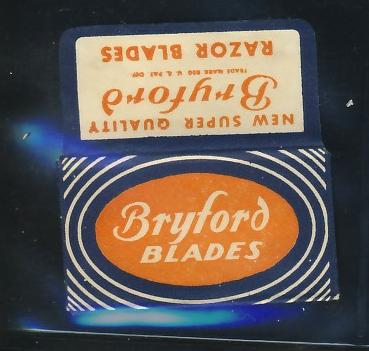 NEW SUPER QUALITY
Bryford
TRADE MARK REG U.S. PAT. OFF.
RAZOR BLADES
Bryford
BLADES